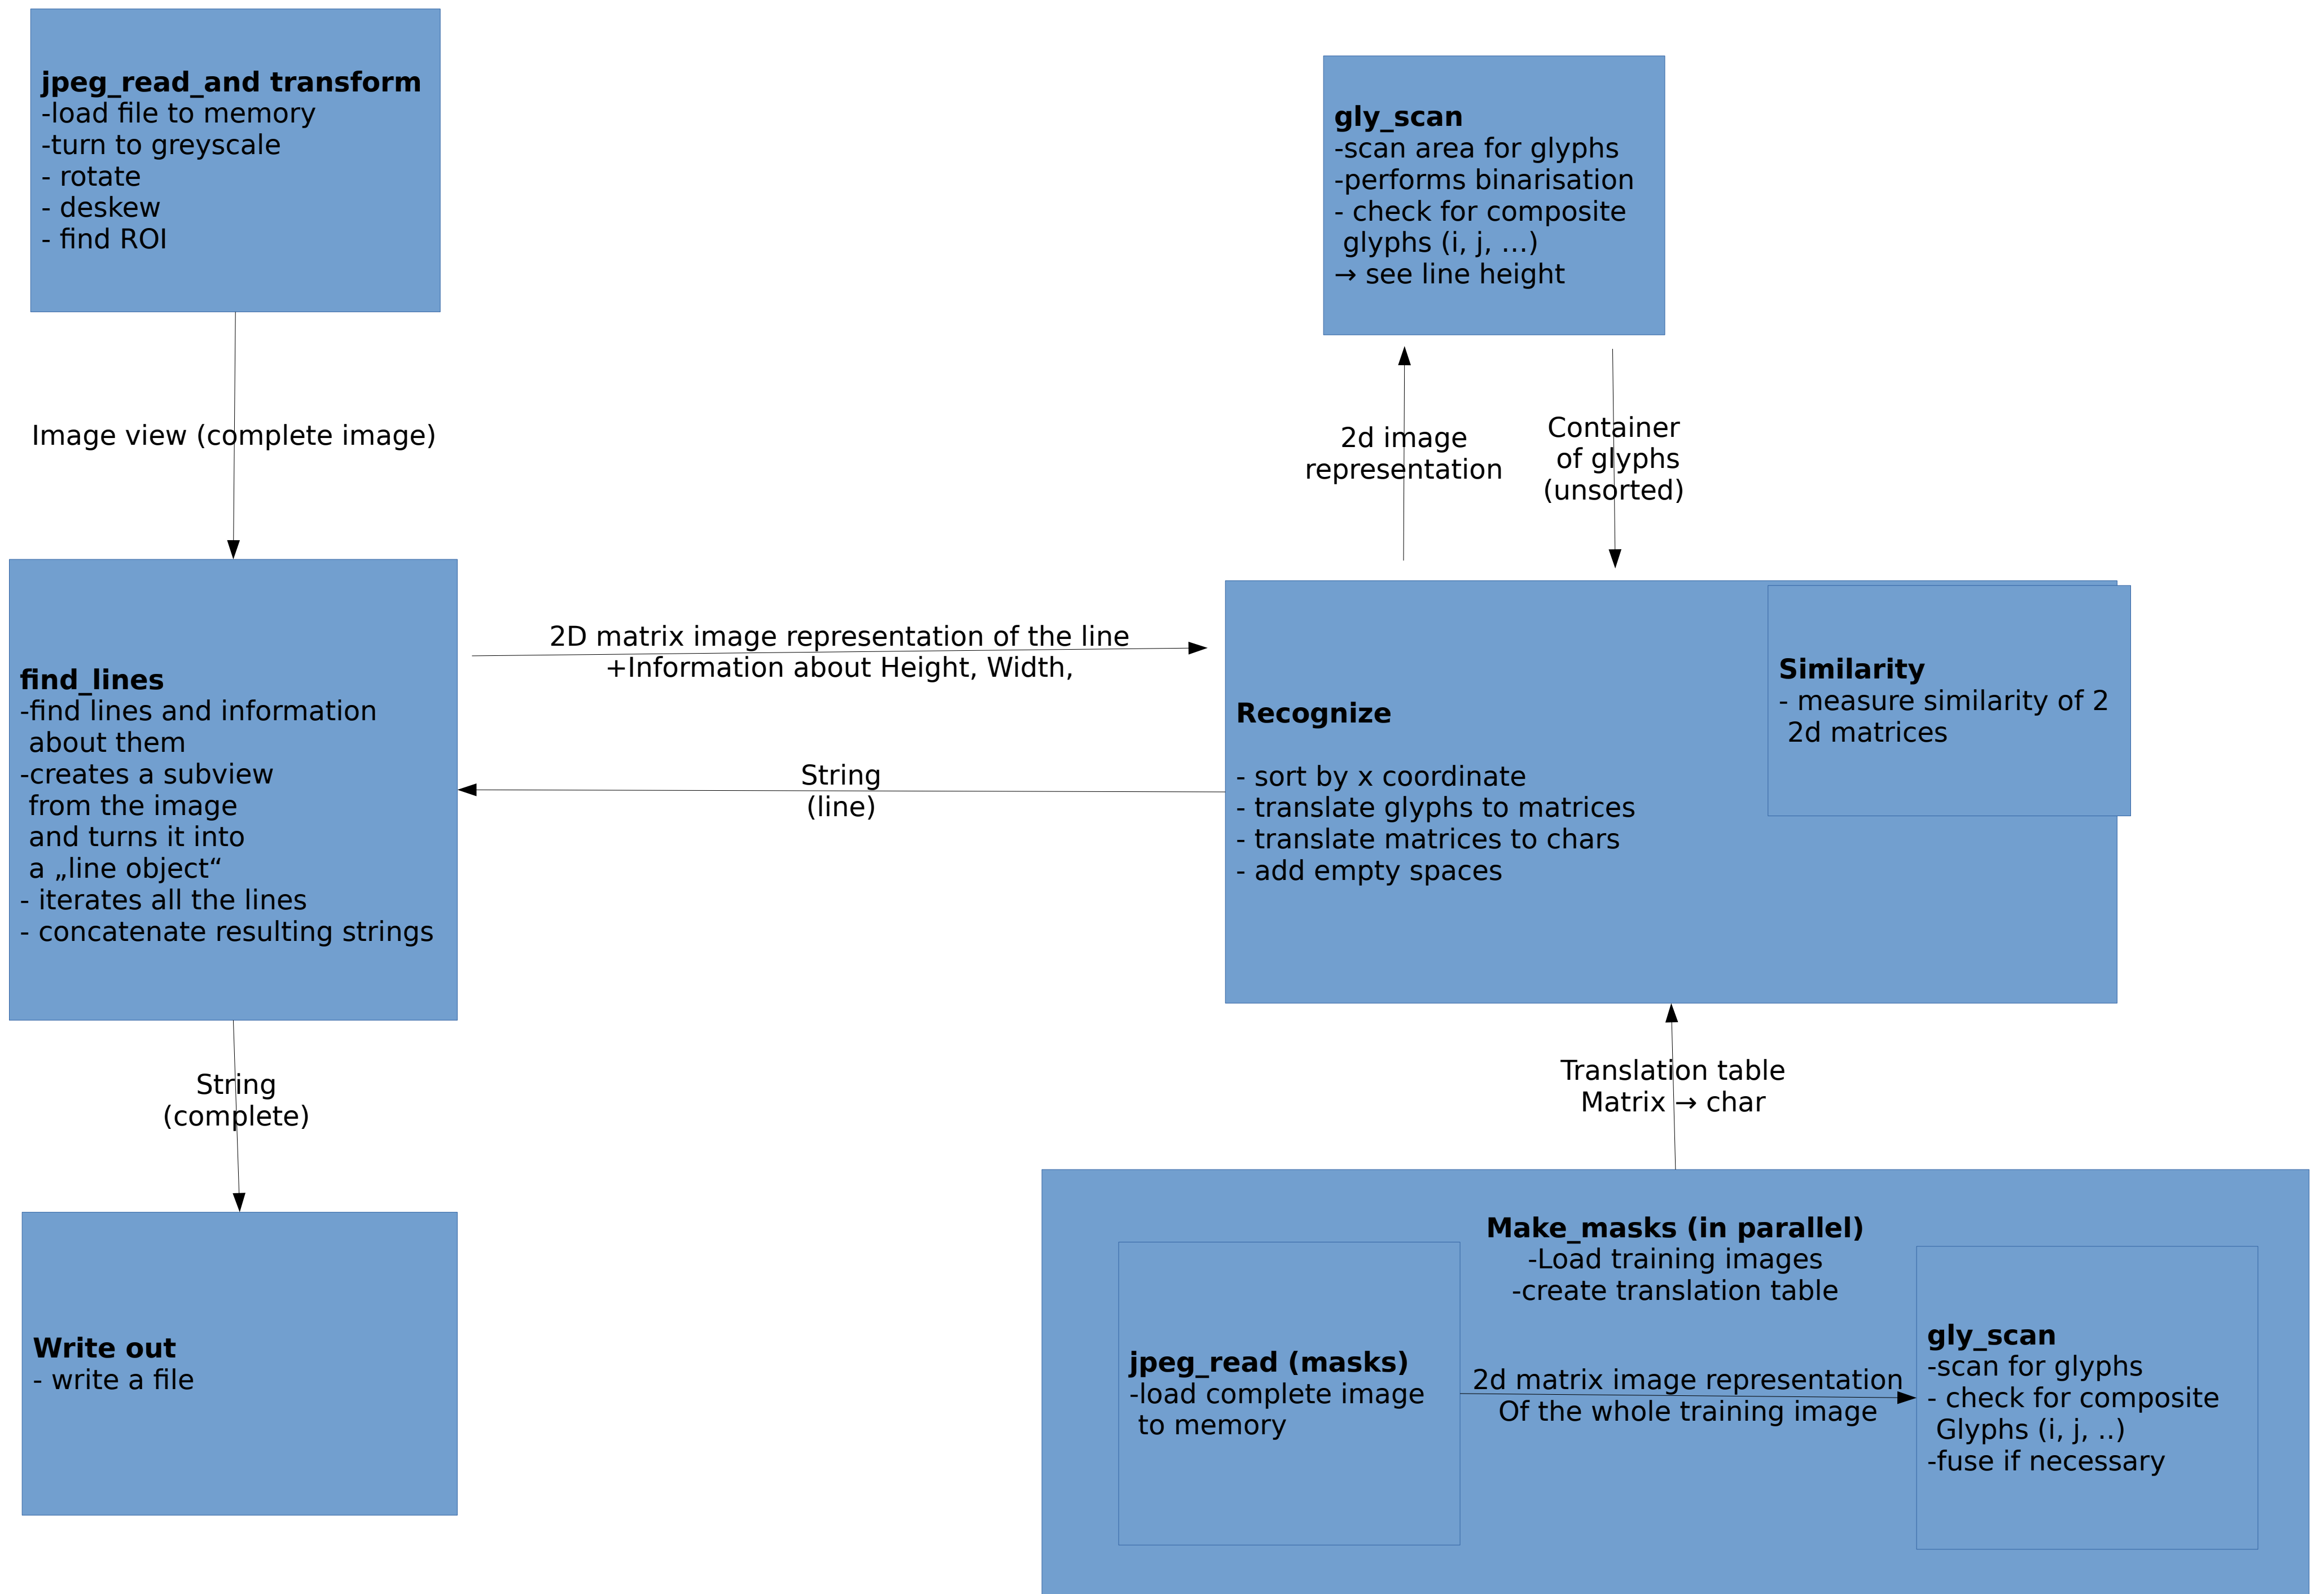 jpeg_read_and transform
-load file to memory
-turn to greyscale
- rotate
- deskew
- find ROI
Image view (complete image)
find_lines
-find lines and information
about them
-creates a subview
from the image
and turns it into
a „line object“
- iterates all the lines
- concatenate resulting strings
String
(complete)
Write out
- write a file
2D matrix image representation of the line
+Information about Height, Width,
String
(line)
gly_scan
-scan area for glyphs
-performs binarisation
- check for composite
glyphs (i, j, ...)
→ see line height
2d image
representation
Container
of glyphs
(unsorted)
Recognize
- sort by x coordinate
- translate glyphs to matrices
- translate matrices to chars
- add empty spaces
Similarity
- measure similarity of 2
2d matrices
Translation table
Matrix → char
Make_masks (in parallel)
-Load training images
-create translation table
jpeg_read (masks)
-load complete image
to memory
2d matrix image representation
Of the whole training image
gly_scan
-scan for glyphs
- check for composite
Glyphs (i, j, ..)
-fuse if necessary